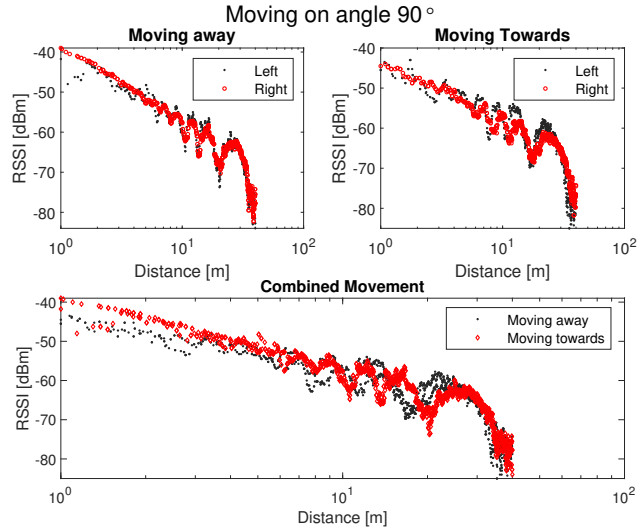 Moving on angle 90°
Moving away
RSSI [dBm]
-40
-50
-60
-70
-80
Left
Right
10^0
10^1
10^2
Distance [m]
Moving Towards
RSSI [dBm]
-40
-50
-60
-70
-80
Left
Right
10^0
10^1
10^2
Distance [m]
Combined Movement
RSSI [dBm]
-40
-50
-60
-70
-80
Moving away
Moving towards
10^0
10^1
10^2
Distance [m]